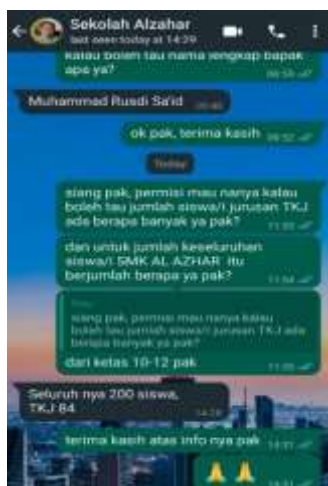 Sekolah Alzahar
last seen today at 14:29
kalau boleh tau nama lengkap bapak
apa ya?
Muhammad Rusdi Sa'id
ok pak, terima kasih
Today
siang pak, permisi mau nanya kalau
boleh tau jumlah siswa/i jurusan TKJ
ada berapa banyak ya pak?
dan untuk jumlah keseluruhan
siswa/i SMK AL AZHAR itu
berjumlah berapa ya pak?
siang pak, permisi mau nanya kalau
boleh tau jumlah siswa/i jurusan TKJ ada
berapa banyak ya pak?
dari kelas 10-12 pak
Seluruh nya 200 siswa,
TKJ 84
terima kasih atas info nya pak